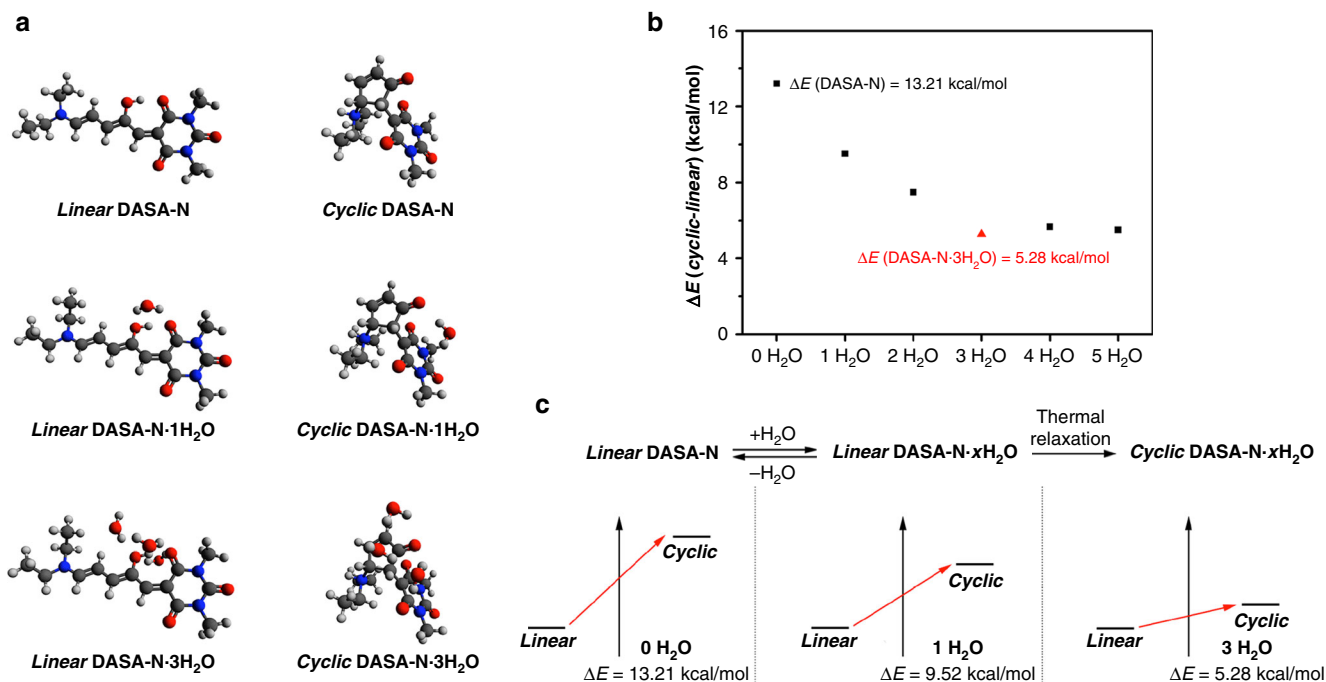 a
Linear DASA-N
Cyclic DASA-N
Linear DASA-N·1H₂O
Cyclic DASA-N·1H₂O
Linear DASA-N·3H₂O
Cyclic DASA-N·3H₂O
b
ΔE (cyclic-linear) (kcal/mol)
16
12
8
4
0
ΔE (DASA-N) = 13.21 kcal/mol
ΔE (DASA-N·3H₂O) = 5.28 kcal/mol
0 H₂O 1 H₂O 2 H₂O 3 H₂O 4 H₂O 5 H₂O
c
Linear DASA-N
+H₂O
–H₂O
Linear DASA-N·xH₂O
Thermal
relaxation
Cyclic DASA-N·xH₂O
Cyclic
Linear
0 H₂O
ΔE = 13.21 kcal/mol
Cyclic
Linear
1 H₂O
ΔE = 9.52 kcal/mol
Cyclic
Linear
3 H₂O
ΔE = 5.28 kcal/mol